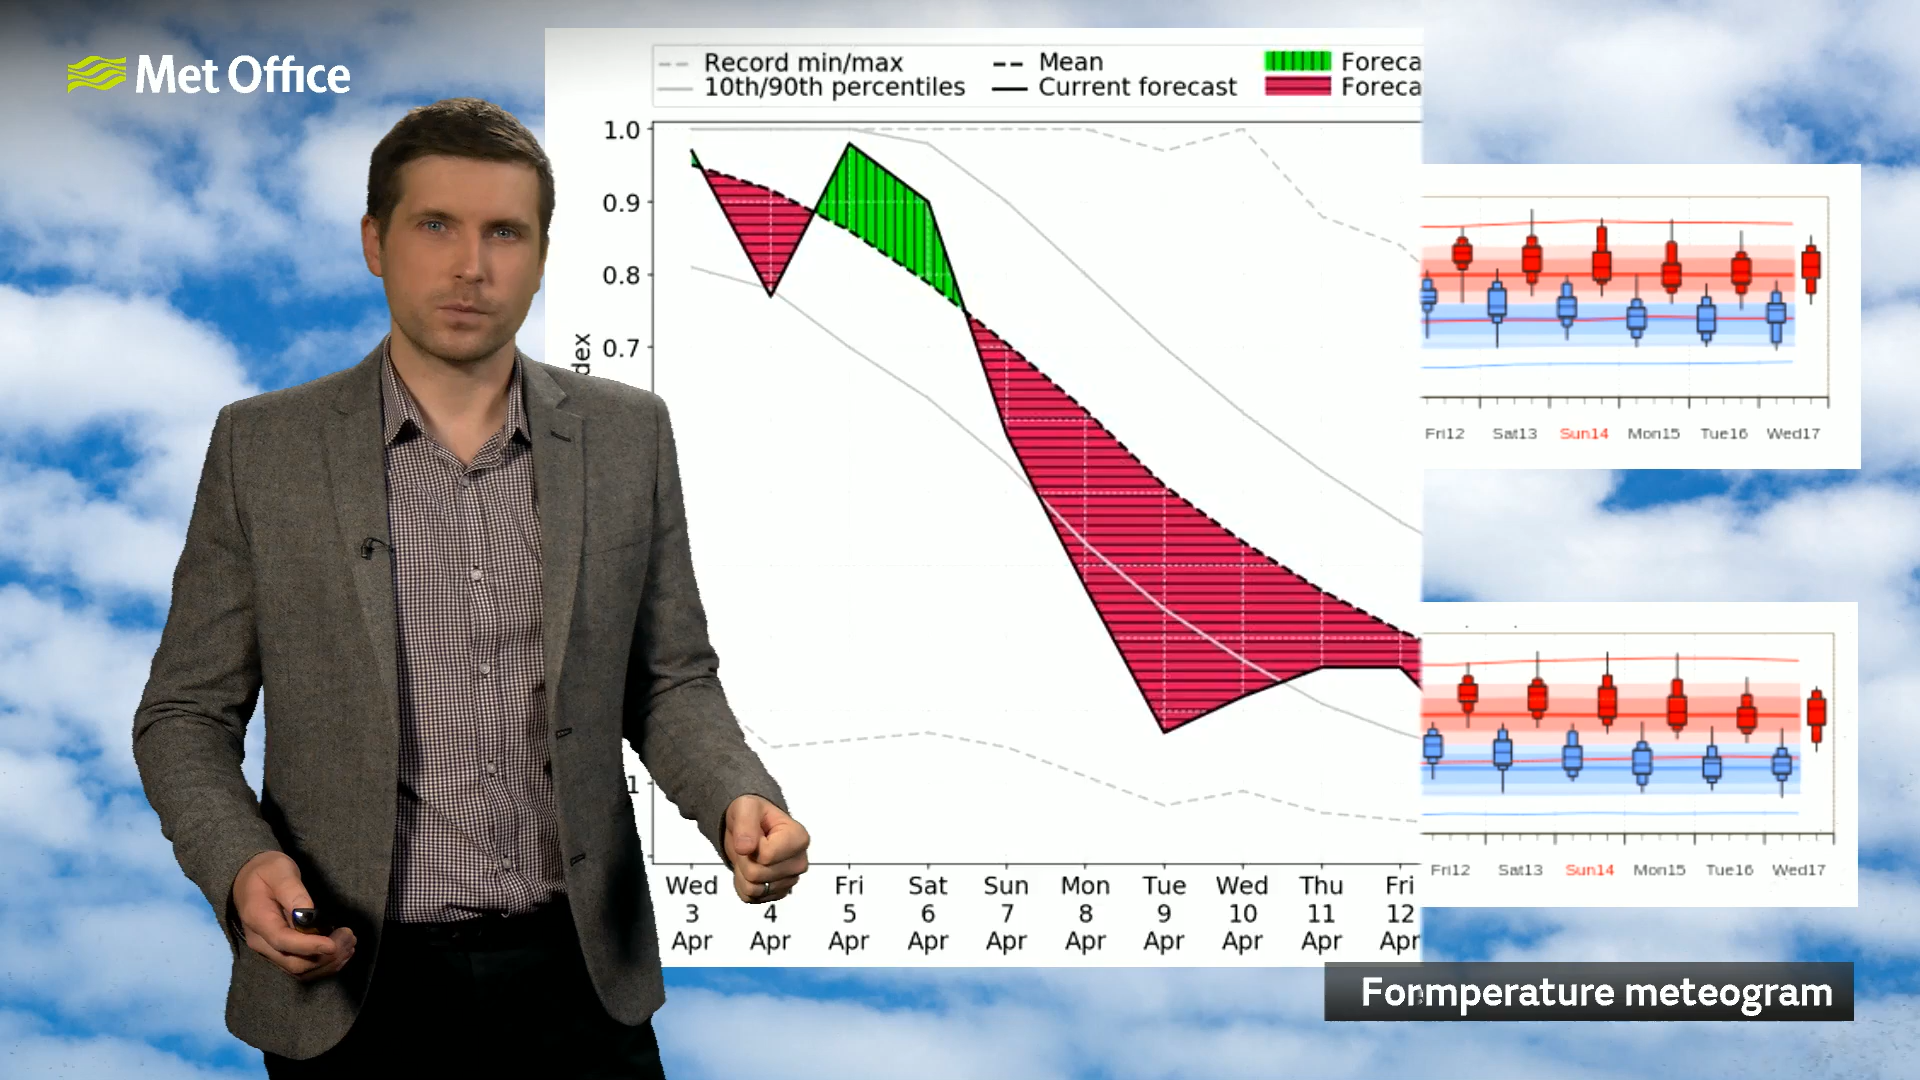 Met Office
Record min/max
Mean
Foreca
10th/90th percentiles
Current forecast
Foreca
1.0
0.9
0.8
0.7
dex
1
Wed Fri Sat Sun Mon Tue Wed Thu Fri
3 4 5 6 7 8 9 10 11 12
Apr Apr Apr Apr Apr Apr Apr Apr Apr Apr
Fri12 Sat13 Sun14 Mon15 Tue16 Wed17
Fri12 Sat13 Sun14 Mon15 Tue16 Wed17
Formperature meteogram